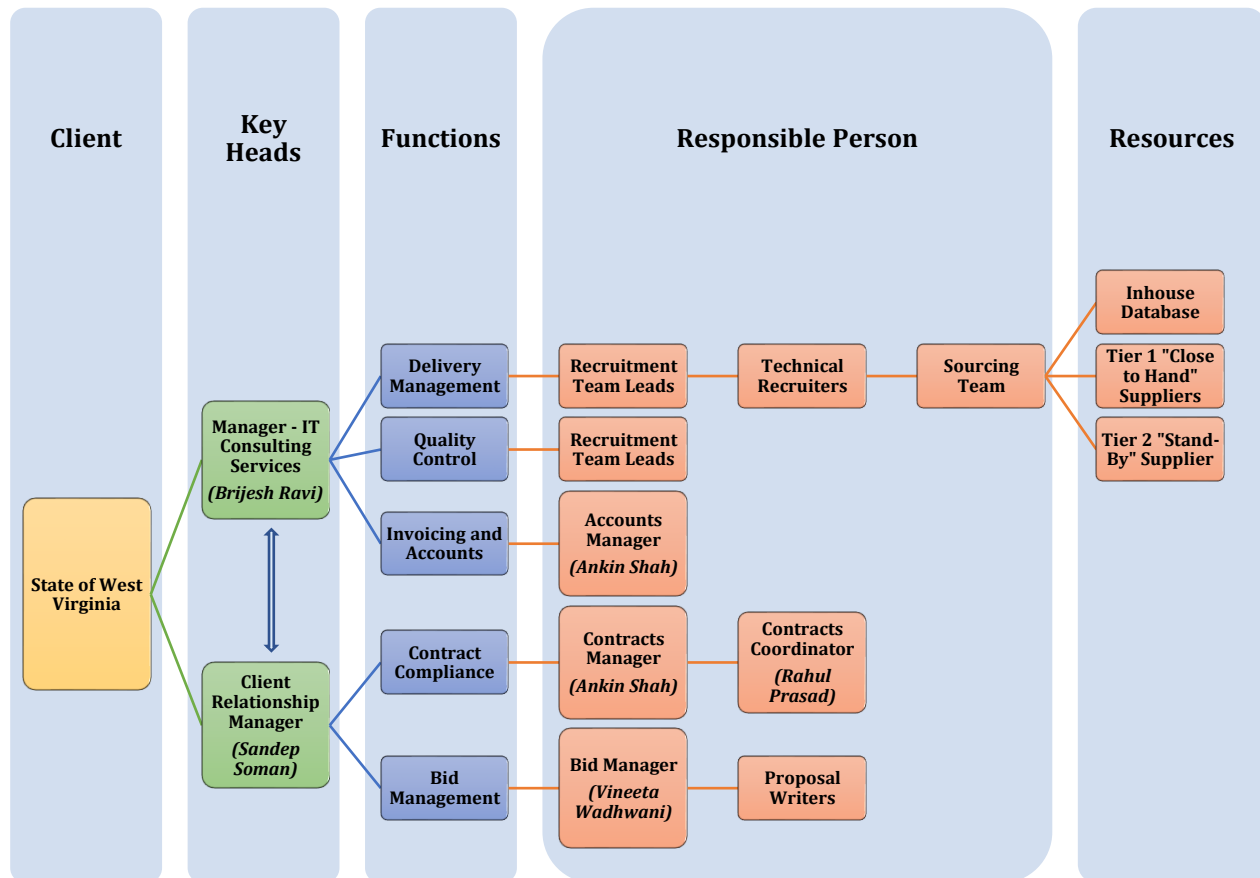 Client
Key
Heads
Functions
Responsible Person
Resources
State of West
Virginia
Manager - IT
Consulting
Services
(Brijesh Ravi)
Client
Relationship
Manager
(Sandep
Soman)
Delivery
Management
Quality
Control
Invoicing and
Accounts
Contract
Compliance
Bid
Management
Recruitment
Team Leads
Technical
Recruiters
Sourcing
Team
Recruitment
Team Leads
Accounts
Manager
(Ankin Shah)
Contracts
Manager
(Ankin Shah)
Contracts
Coordinator
(Rahul
Prasad)
Bid Manager
(Vineeta
Wadhwani)
Proposal
Writers
Inhouse
Database
Tier 1 "Close
to Hand"
Suppliers
Tier 2 "Stand-
By" Supplier